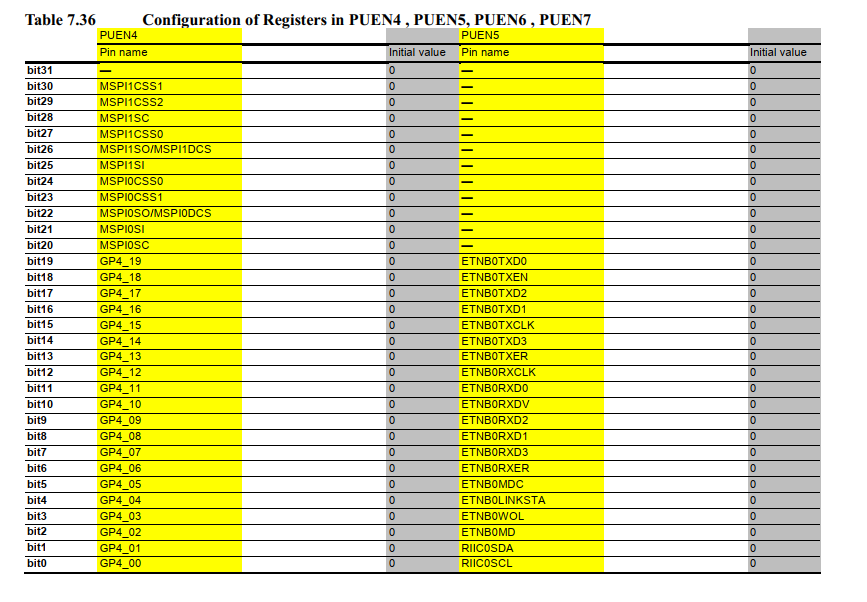 Table 7.36 Configuration of Registers in PUEN4 , PUEN5, PUEN6 , PUEN7
PUEN4 PUEN5
Pin name Initial value Pin name Initial value
bit31 — 0 — 0
bit30 MSPI1CSS1 0 — 0
bit29 MSPI1CSS2 0 — 0
bit28 MSPI1SC 0 — 0
bit27 MSPI1CSS0 0 — 0
bit26 MSPI1SO/MSPI1DCS 0 — 0
bit25 MSPI1SI 0 — 0
bit24 MSPI0CSS0 0 — 0
bit23 MSPI0CSS1 0 — 0
bit22 MSPI0SO/MSPI0DCS 0 — 0
bit21 MSPI0SI 0 — 0
bit20 MSPI0SC 0 — 0
bit19 GP4_19 0 ETNB0TXD0 0
bit18 GP4_18 0 ETNB0TXEN 0
bit17 GP4_17 0 ETNB0TXD2 0
bit16 GP4_16 0 ETNB0TXD1 0
bit15 GP4_15 0 ETNB0TXCLK 0
bit14 GP4_14 0 ETNB0TXD3 0
bit13 GP4_13 0 ETNB0TXER 0
bit12 GP4_12 0 ETNB0RXCLK 0
bit11 GP4_11 0 ETNB0RXD0 0
bit10 GP4_10 0 ETNB0RXDV 0
bit9 GP4_09 0 ETNB0RXD2 0
bit8 GP4_08 0 ETNB0RXD1 0
bit7 GP4_07 0 ETNB0RXD3 0
bit6 GP4_06 0 ETNB0RXER 0
bit5 GP4_05 0 ETNB0MDC 0
bit4 GP4_04 0 ETNB0LINKSTA 0
bit3 GP4_03 0 ETNB0WOL 0
bit2 GP4_02 0 ETNB0MD 0
bit1 GP4_01 0 RIIC0SDA 0
bit0 GP4_00 0 RIIC0SCL 0